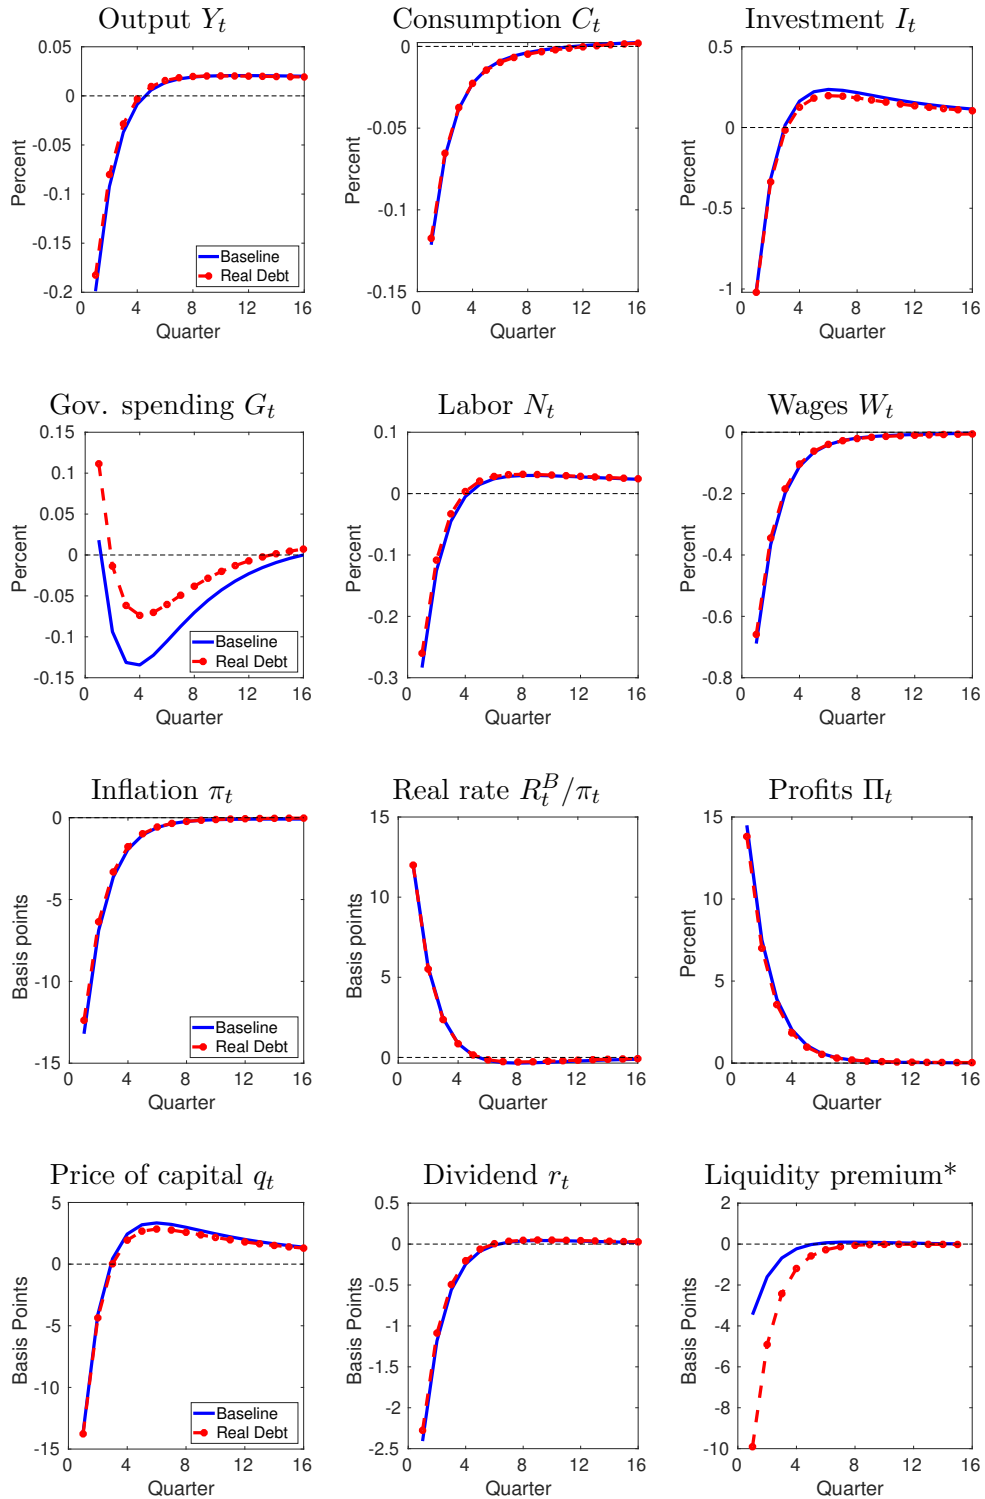 Output Y_t
Consumption C_t
Investment I_t
0.05
0
-0.05
-0.1
-0.15
-0.2
Percent
Baseline
Real Debt
0 4 8 12 16
Quarter
0
-0.05
-0.1
-0.15
Percent
0 4 8 12 16
Quarter
0.5
0
-0.5
-1
Percent
0 4 8 12 16
Quarter
Gov. spending G_t
Labor N_t
Wages W_t
0.15
0.1
0.05
0
-0.05
-0.1
-0.15
Percent
Baseline
Real Debt
0 4 8 12 16
Quarter
0.1
0
-0.1
-0.2
-0.3
Percent
0 4 8 12 16
Quarter
0
-0.2
-0.4
-0.6
-0.8
Percent
0 4 8 12 16
Quarter
Inflation π_t
Real rate R_t^B/π_t
Profits Π_t
0
-5
-10
-15
Basis points
Baseline
Real Debt
0 4 8 12 16
Quarter
15
10
5
0
Basis points
0 4 8 12 16
Quarter
15
10
5
0
Percent
0 4 8 12 16
Quarter
Price of capital q_t
Dividend r_t
Liquidity premium*
5
0
-5
-10
-15
Basis Points
Baseline
Real Debt
0 4 8 12 16
Quarter
0.5
0
-0.5
-1
-1.5
-2
-2.5
Basis Points
0 4 8 12 16
Quarter
2
0
-2
-4
-6
-8
-10
Basis Points
0 4 8 12 16
Quarter